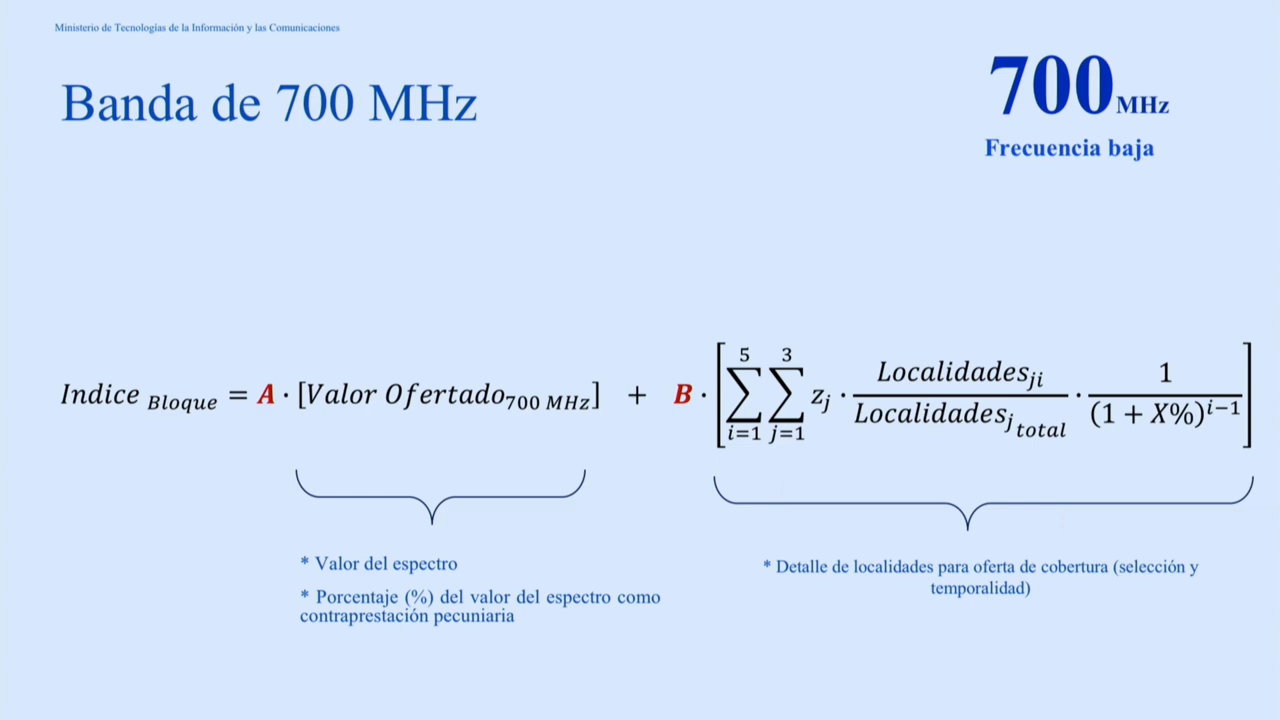 Ministerio de Tecnologías de la Información y las Comunicaciones
Banda de 700 MHz
700 MHz
Frecuencia baja
Indice Bloque = A · [Valor Ofertado700 MHz] + B · [∑i=1^5 ∑j=1^3 zj · Localidadesji / Localidadesj total · 1 / (1 + X%)^i−1]
* Valor del espectro
* Porcentaje (%) del valor del espectro como
contraprestación pecuniaria
* Detalle de localidades para oferta de cobertura (selección y
temporalidad)